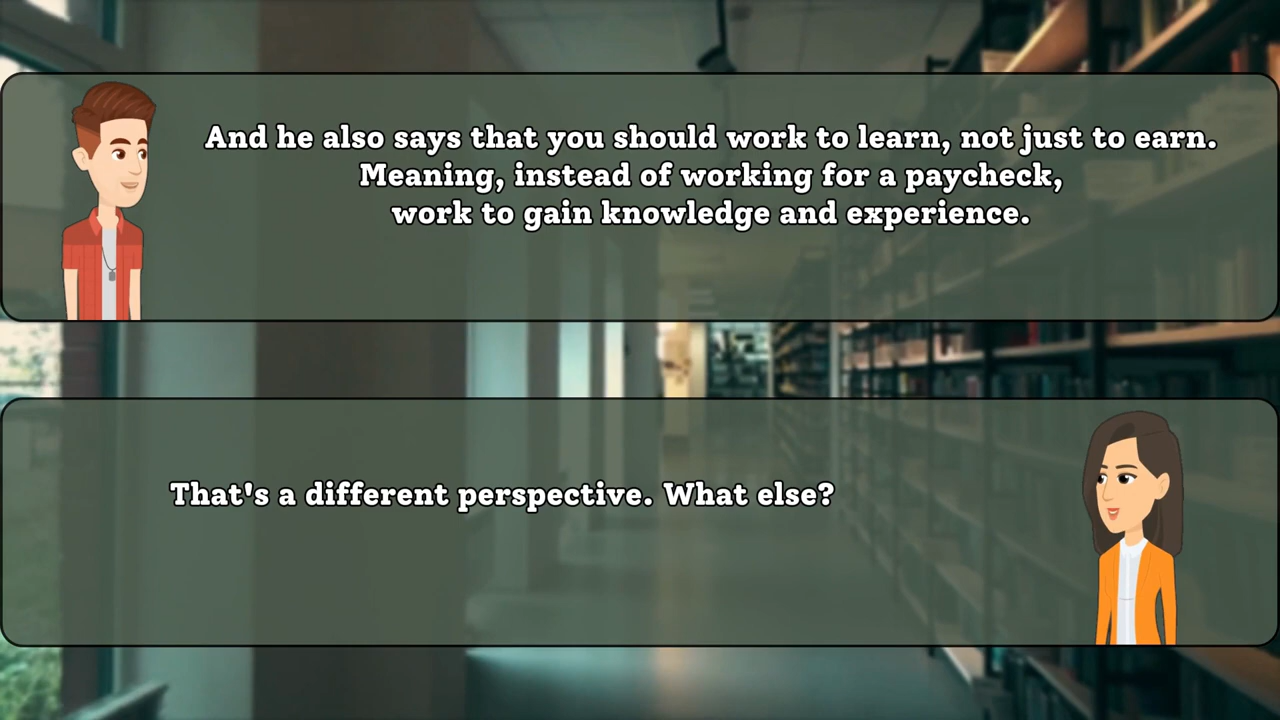 And he also says that you should work to learn, not just to earn.
Meaning, instead of working for a paycheck,
work to gain knowledge and experience.
That's a different perspective. What else?